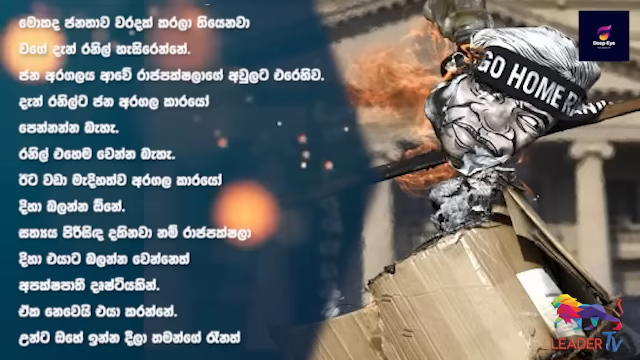 මොකද ජනතාව වරදක් කරලා තියෙනවා
වගේ දැන් රනිල් හැසිරෙන්නේ.
ජන අරගලය ආවේ රාජපක්ෂලාගේ අවුලට එරෙහිව.
දැන් රනිල්ට ජන අරගල කාරයෝ
පෙන්නන්න බැහැ.
රනිල් එහෙම වෙන්න බැහැ.
ඊට වඩා මැදිහත්ව අරගල කාරයෝ
දිහා බලන්න ඕනේ.
සත්‍යය පිරිසිඳ දකිනවා නම් රාජපක්ෂලා
දිහා එයාට බලන්න වෙන්නෙත්
අපක්ෂපාතී දෘෂ්ටියකින්.
ඒක නෙවෙයි එයා කරන්නේ.
උන්ට ඔහේ ඉන්න දීලා තමන්ගේ රෑනත්
Deep Eye
GO HOME RANI
LEADER TV